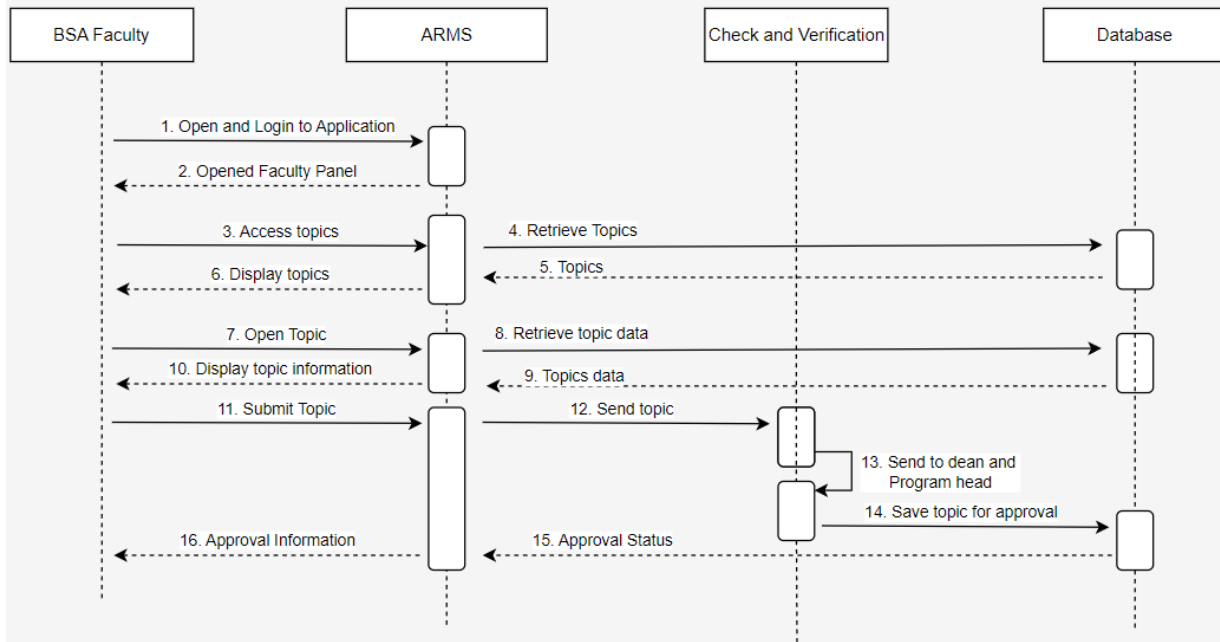 BSA Faculty
ARMS
Check and Verification
Database
1. Open and Login to Application
2. Opened Faculty Panel
3. Access topics
4. Retrieve Topics
5. Topics
6. Display topics
7. Open Topic
8. Retrieve topic data
9. Topics data
10. Display topic information
11. Submit Topic
12. Send topic
13. Send to dean and
Program head
14. Save topic for approval
15. Approval Status
16. Approval Information